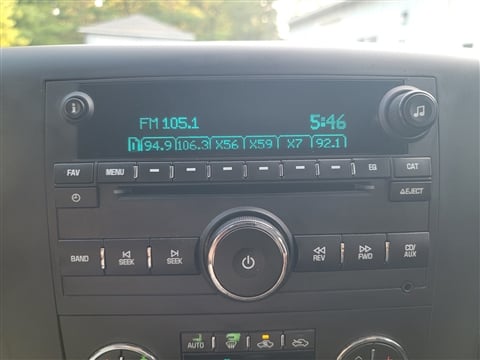 FM 105.1 5:46
1 94.9 106.3 X56 X59 X7 92.1
FAV MENU EQ CAT
EJECT
BAND SEEK SEEK REV FWD CD/
AUX
AUTO